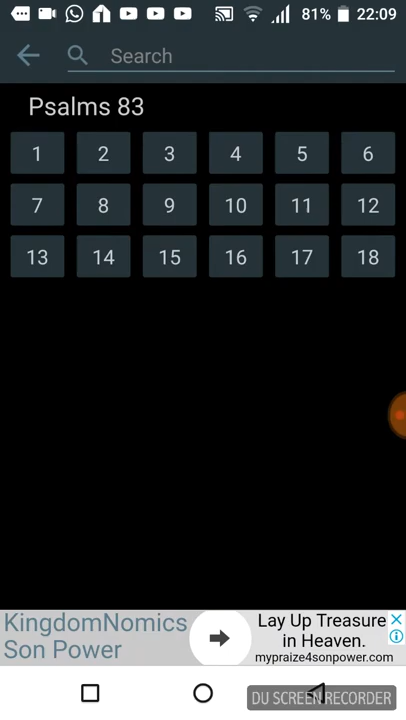 81% 22:09
Search
Psalms 83
1 2 3 4 5 6
7 8 9 10 11 12
13 14 15 16 17 18
KingdomNomics
Son Power
Lay Up Treasure
in Heaven.
mypraize4sonpower.com
DU SCREEN RECORDER